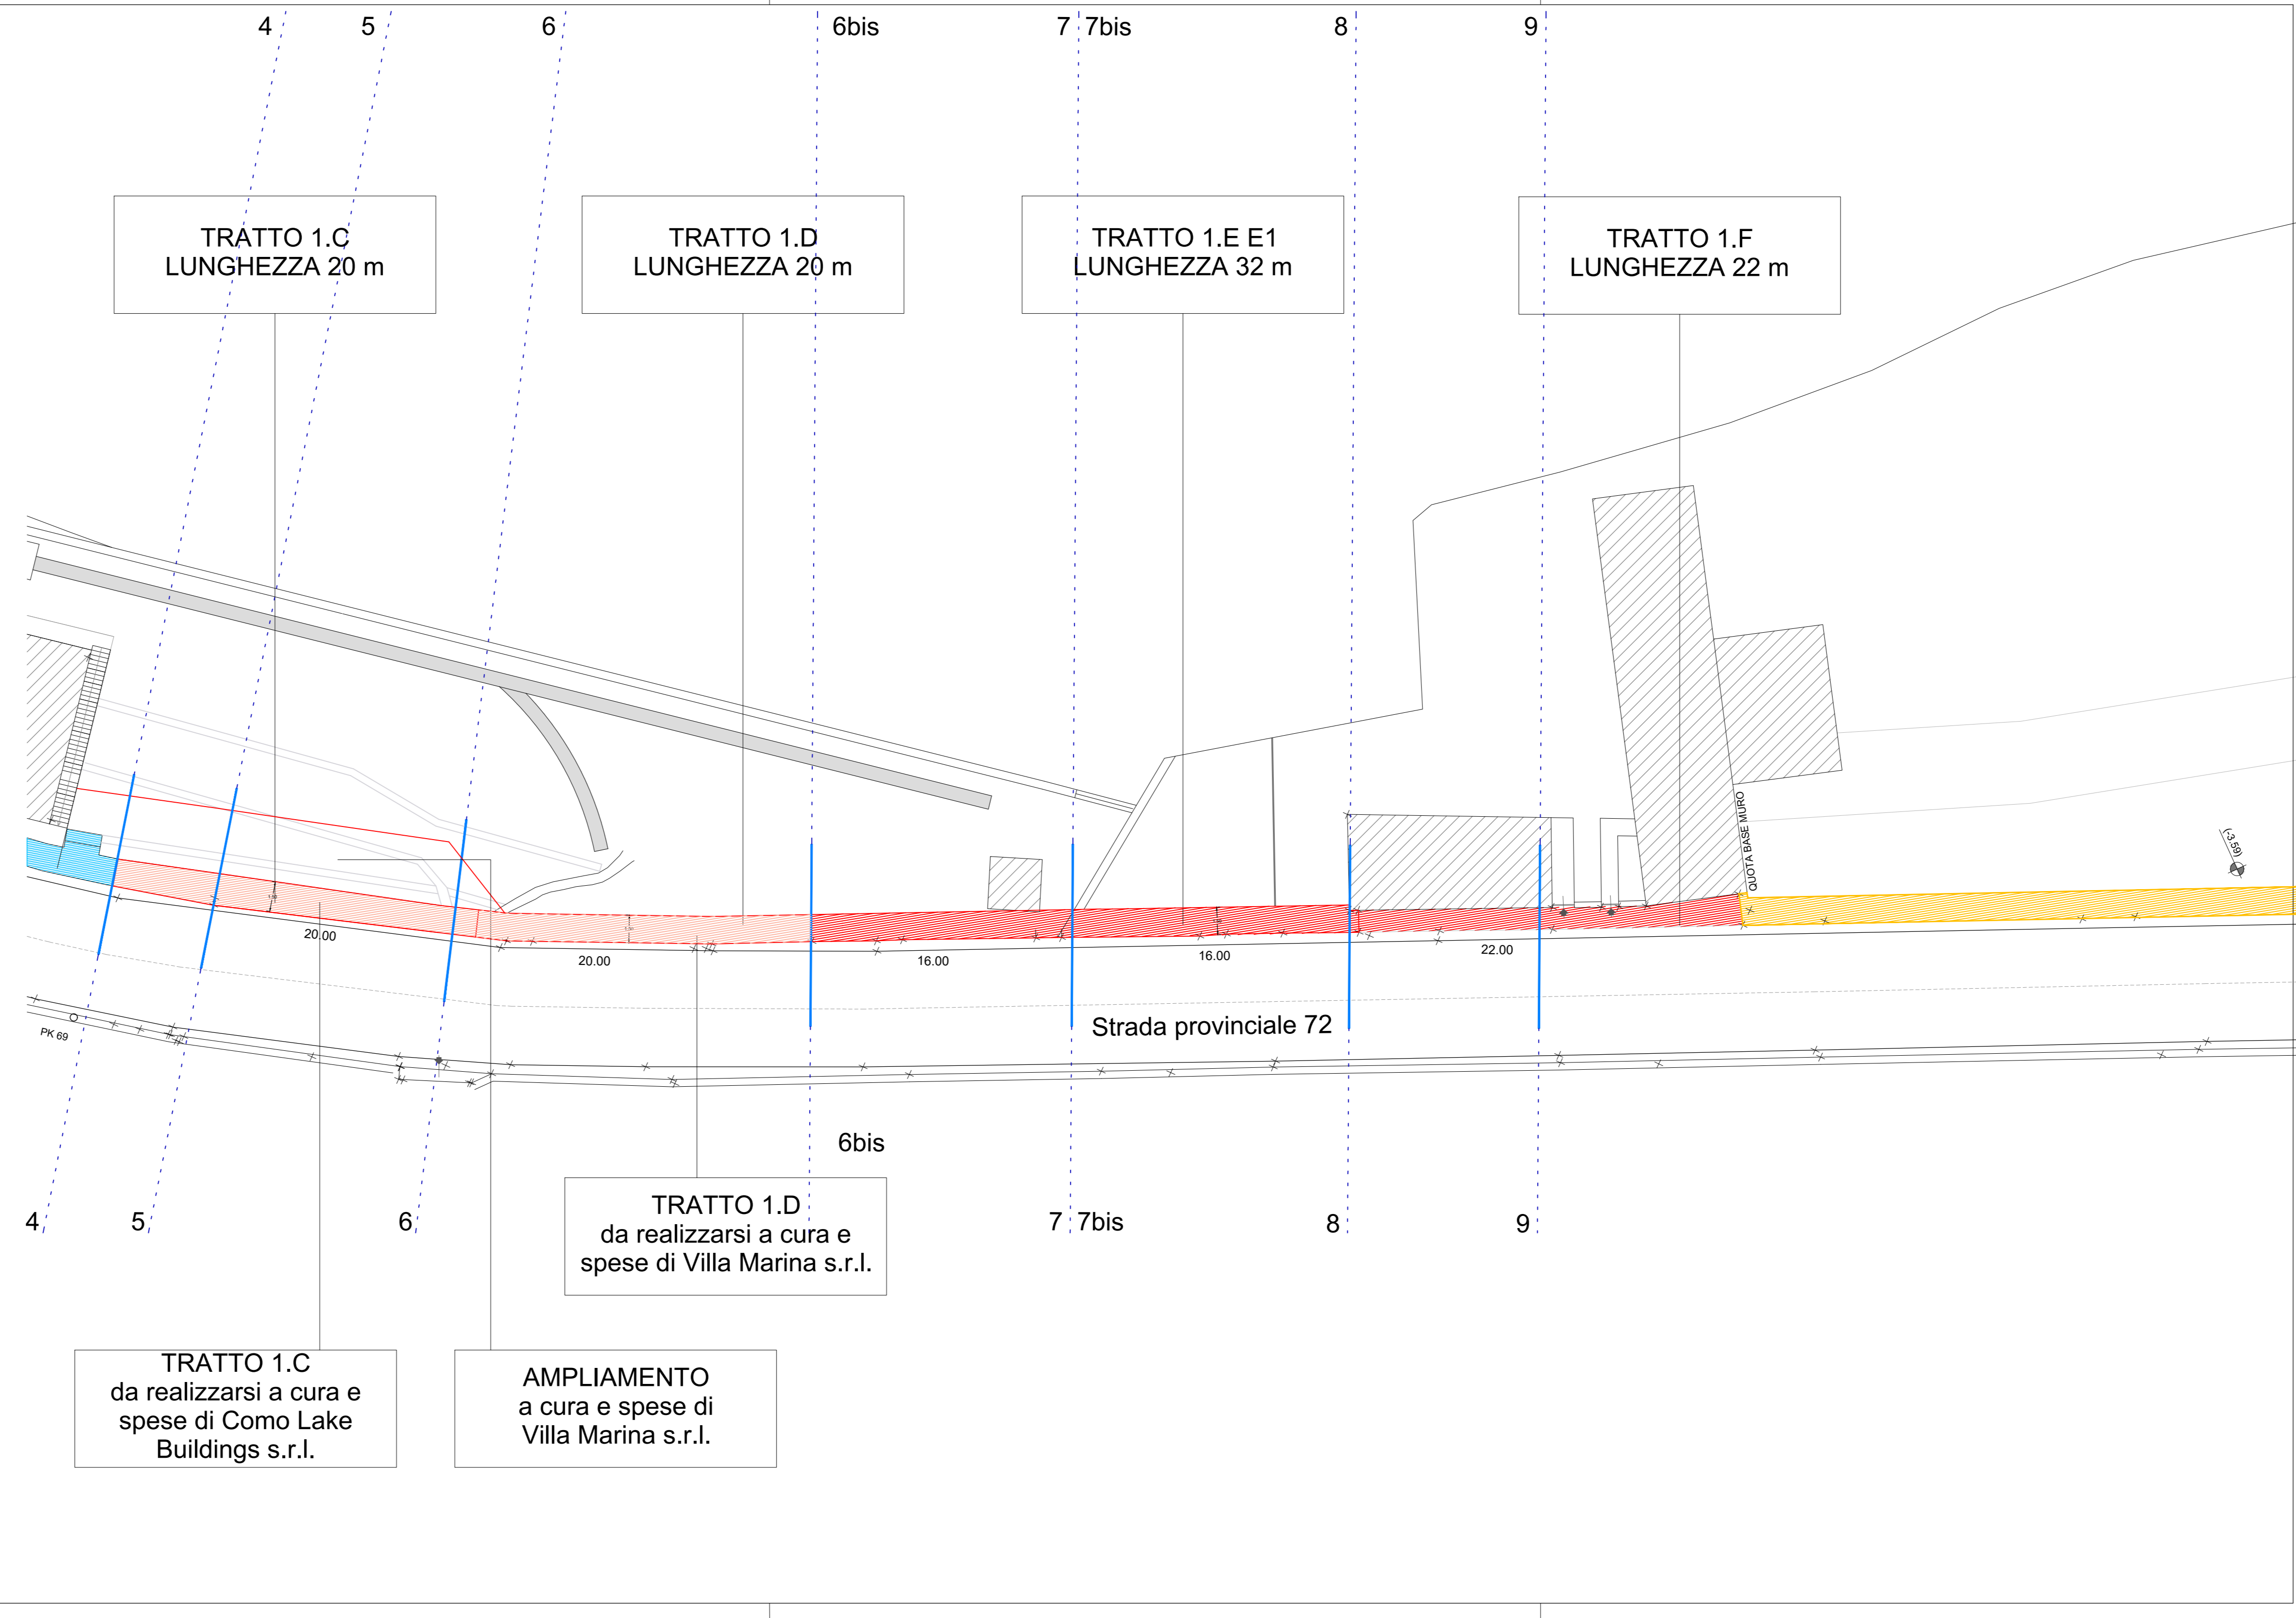 4
5
6
6bis
7
7bis
8
9
TRATTO 1.C
LUNGHEZZA 20 m
TRATTO 1.D
LUNGHEZZA 20 m
TRATTO 1.E E1
LUNGHEZZA 32 m
TRATTO 1.F
LUNGHEZZA 22 m
QUOTA BASE MURO
(-3.59)
20.00
20.00
16.00
16.00
22.00
PK 69
Strada provinciale 72
6bis
4
5
6
7
7bis
8
9
TRATTO 1.D
da realizzarsi a cura e
spese di Villa Marina s.r.l.
TRATTO 1.C
da realizzarsi a cura e
spese di Como Lake
Buildings s.r.l.
AMPLIAMENTO
a cura e spese di
Villa Marina s.r.l.